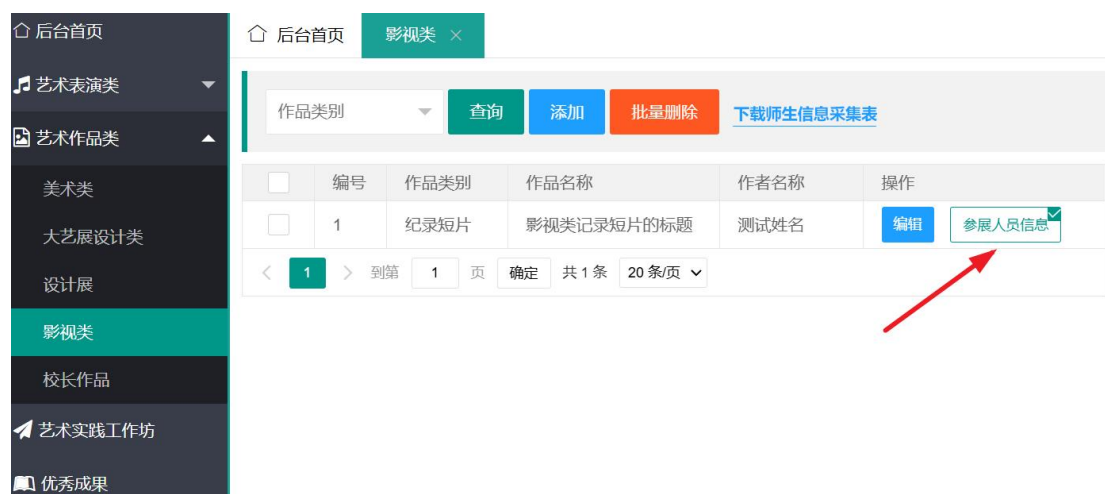 后台首页
艺术表演类
艺术作品类
美术类
大艺展设计类
设计展
影视类
校长作品
艺术实践工作坊
优秀成果
后台首页 影视类 ×
作品类别 查询 添加 批量删除 下载师生信息采集表
编号 作品类别 作品名称 作者名称 操作
1 纪录短片 影视类记录短片的标题 测试姓名 编辑 参展人员信息
< 1 > 到第 1 页 确定 共 1 条 20 条/页